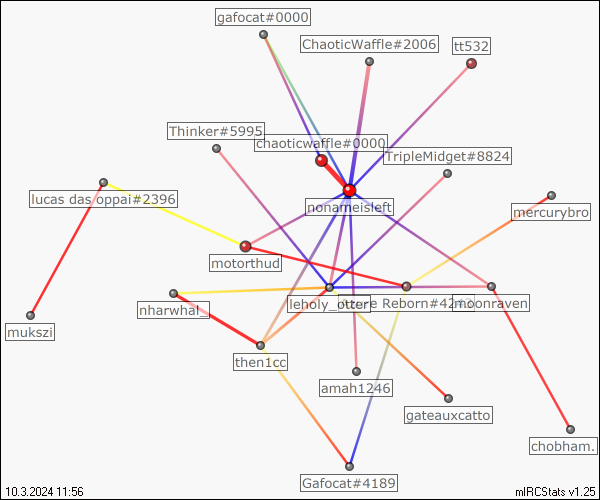 gafocat#0000
ChaoticWaffle#2006
tt532
Thinker#5995
chaoticwaffle#0000
TripleMidget#8824
lucas das oppai#2396
nonameisleft
mercurybro
motorthud
nharwhal_
leholy_otter
Reborn#4243
moonraven
mukszi
then1cc
amah1246
gateauxcatto
chobham.
Gafocat#4189
10.3.2024 11:56
mIRCStats v1.25